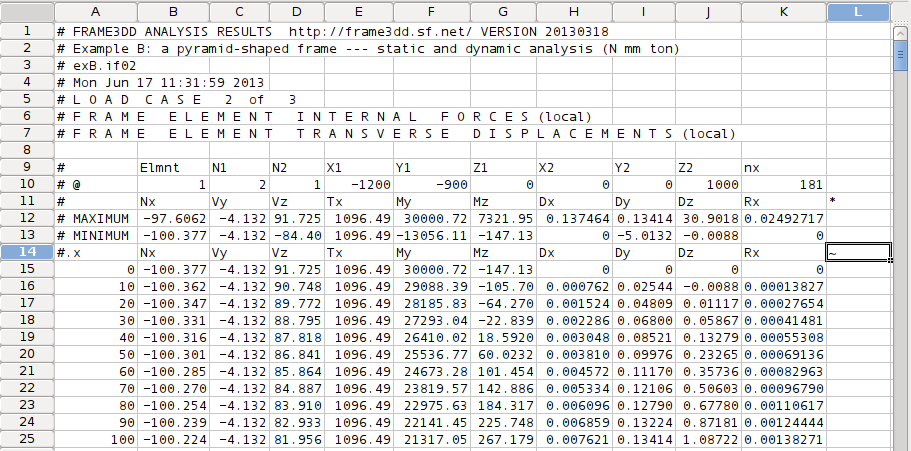 A B C D E F G H I J K L
1 # FRAME3DD ANALYSIS RESULTS http://frame3dd.sf.net/ VERSION 20130318
2 # Example B: a pyramid-shaped frame --- static and dynamic analysis (N mm ton)
3 # exB.if02
4 # Mon Jun 17 11:31:59 2013
5 # L O A D C A S E 2 of 3
6 # F R A M E E L E M E N T I N T E R N A L F O R C E S (local)
7 # F R A M E E L E M E N T T R A N S V E R S E D I S P L A C E M E N T S (local)
8
9 # Elmnt N1 N2 X1 Y1 Z1 X2 Y2 Z2 nx
10 # @ 1 2 1 -1200 -900 0 0 0 1000 181
11 # Nx Vy Vz Tx My Mz Dx Dy Dz Rx *
12 # MAXIMUM -97.6062 -4.132 91.725 1096.49 30000.72 7321.95 0.137464 0.13414 30.9018 0.02492717
13 # MINIMUM -100.377 -4.132 -84.40 1096.49 -13056.11 -147.13 0 -5.0132 -0.0088 0
14 #.x Nx Vy Vz Tx My Mz Dx Dy Dz Rx ~
15 0 -100.377 -4.132 91.725 1096.49 30000.72 -147.13 0 0 0 0
16 10 -100.362 -4.132 90.748 1096.49 29088.39 -105.70 0.000762 0.02544 -0.0088 0.00013827
17 20 -100.347 -4.132 89.772 1096.49 28185.83 -64.270 0.001524 0.04809 0.01117 0.00027654
18 30 -100.331 -4.132 88.795 1096.49 27293.04 -22.839 0.002286 0.06800 0.05867 0.00041481
19 40 -100.316 -4.132 87.818 1096.49 26410.02 18.5920 0.003048 0.08521 0.13279 0.00055308
20 50 -100.301 -4.132 86.841 1096.49 25536.77 60.0232 0.003810 0.09976 0.23265 0.00069136
21 60 -100.285 -4.132 85.864 1096.49 24673.28 101.454 0.004572 0.11170 0.35736 0.00082963
22 70 -100.270 -4.132 84.887 1096.49 23819.57 142.886 0.005334 0.12106 0.50603 0.00096790
23 80 -100.254 -4.132 83.910 1096.49 22975.63 184.317 0.006096 0.12790 0.67780 0.00110617
24 90 -100.239 -4.132 82.933 1096.49 22141.45 225.748 0.006859 0.13224 0.87181 0.00124444
25 100 -100.224 -4.132 81.956 1096.49 21317.05 267.179 0.007621 0.13414 1.08722 0.00138271